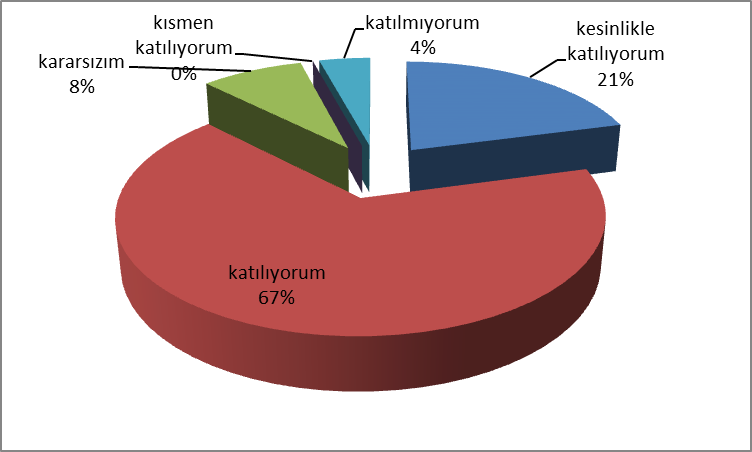 kısmen
katılıyorum
0%
katılmıyorum
4%
kesinlikle
katılıyorum
21%
kararsızım
8%
katılıyorum
67%